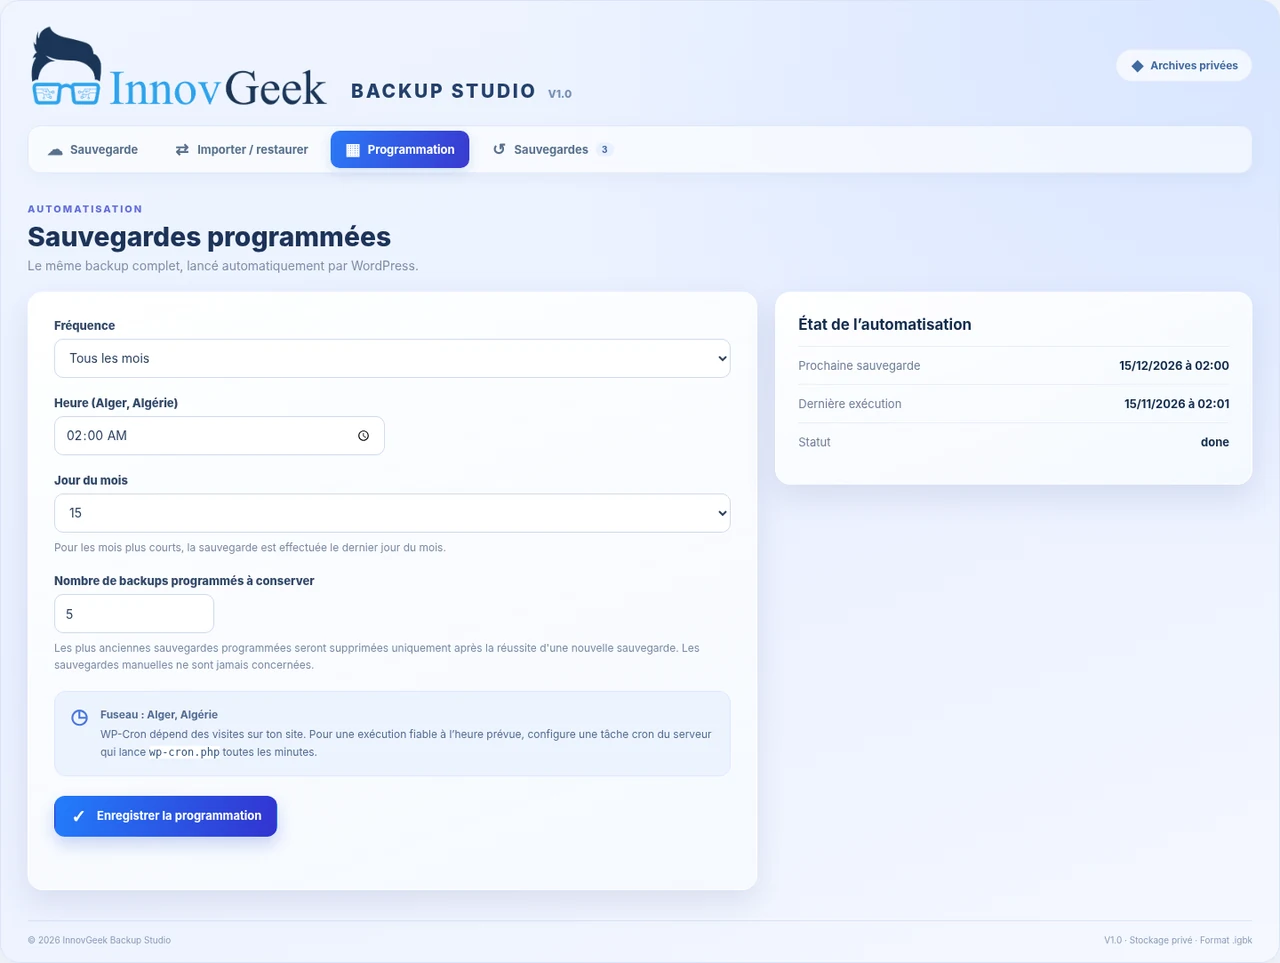 InnovGeek BACKUP STUDIO V1.0
Archives privées
Sauvegarde
Importer / restaurer
Programmation
Sauvegardes 3
AUTOMATISATION
Sauvegardes programmées
Le même backup complet, lancé automatiquement par WordPress.
Fréquence
Tous les mois
Heure (Alger, Algérie)
02:00 AM
Jour du mois
15
Pour les mois plus courts, la sauvegarde est effectuée le dernier jour du mois.
Nombre de backups programmés à conserver
5
Les plus anciennes sauvegardes programmées seront supprimées uniquement après la réussite d'une nouvelle sauvegarde. Les
sauvegardes manuelles ne sont jamais concernées.
Fuseau : Alger, Algérie
WP-Cron dépend des visites sur ton site. Pour une exécution fiable à l’heure prévue, configure une tâche cron du serveur
qui lance wp-cron.php toutes les minutes.
✓ Enregistrer la programmation
État de l’automatisation
Prochaine sauvegarde 15/12/2026 à 02:00
Dernière exécution 15/11/2026 à 02:01
Statut done
© 2026 InnovGeek Backup Studio
V1.0 · Stockage privé · Format .igbk